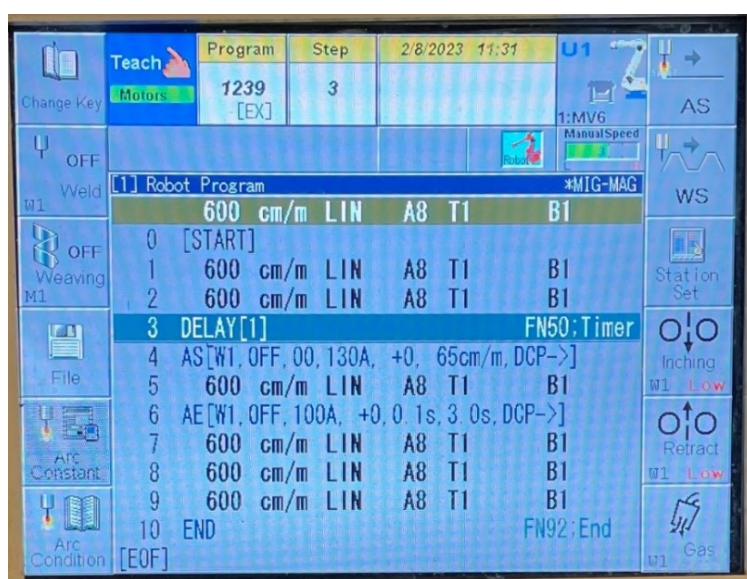 Change Key
Teach
Motors
Program
1239
[EX]
Step
3
2/8/2023 11:31
U1
1:MV6
AS
OFF
Weld
W1
Robot
Manual Speed
WS
[1] Robot Program *MIG-MAG
600 cm/m LIN A8 T1 B1
0 [START]
1 600 cm/m LIN A8 T1 B1
2 600 cm/m LIN A8 T1 B1
3 DELAY[1] FN50;Timer
4 AS[W1,OFF,00,130A, +0, 65cm/m,DCP->]
5 600 cm/m LIN A8 T1 B1
6 AE[W1,OFF,100A, +0,0.1s,3.0s,DCP->]
7 600 cm/m LIN A8 T1 B1
8 600 cm/m LIN A8 T1 B1
9 600 cm/m LIN A8 T1 B1
10 END FN92;End
[EOF]
OFF
Weaving
M1
File
Arc
Constant
Arc
Condition
Station
Set
Inching
W1 Low
Retract
W1 Low
Gas
W1